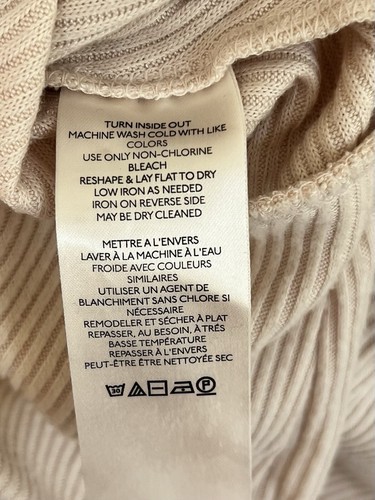 TURN INSIDE OUT
MACHINE WASH COLD WITH LIKE
COLORS
USE ONLY NON-CHLORINE
BLEACH
RESHAPE & LAY FLAT TO DRY
LOW IRON AS NEEDED
IRON ON REVERSE SIDE
MAY BE DRY CLEANED
METTRE A L'ENVERS
LAVER À LA MACHINE À L'EAU
FROIDE AVEC COULEURS
SIMILAIRES
UTILISER UN AGENT DE
BLANCHIMENT SANS CHLORE SI
NÉCESSAIRE
REMODELER ET SÉCHER À PLAT
REPASSER, AU BESOIN, À TRÉS
BASSE TEMPÉRATURE
REPASSER À L'ENVERS
PEUT-ÊTRE ÊTRE NETTOYÉE SEC
30 P